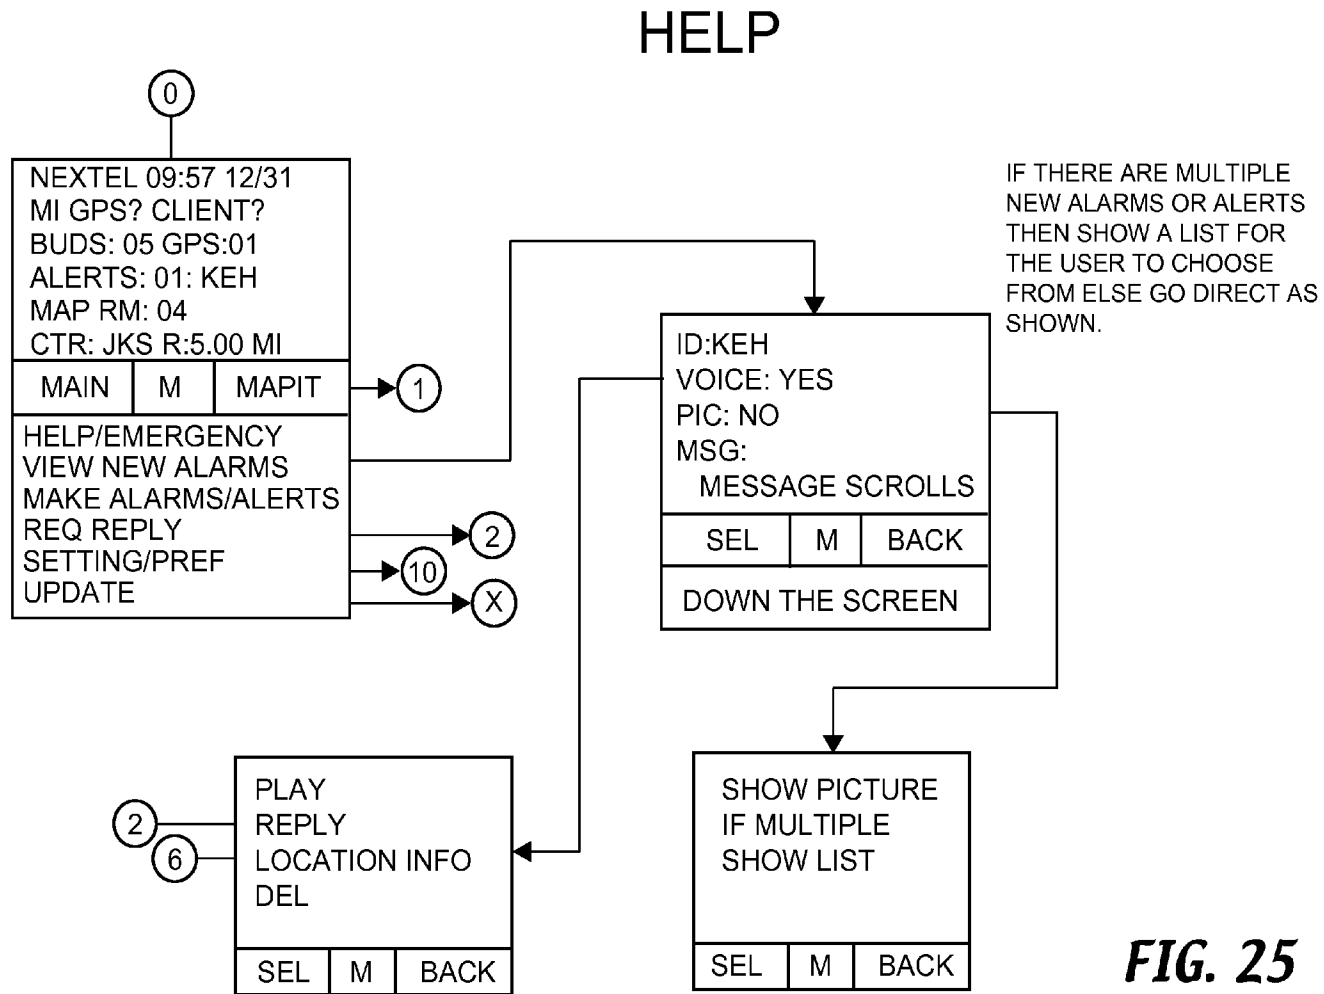 HELP
0
NEXTEL 09:57 12/31
MI GPS? CLIENT?
BUDS: 05 GPS:01
ALERTS: 01: KEH
MAP RM: 04
CTR: JKS R:5.00 MI
MAIN M MAPIT
1
HELP/EMERGENCY
VIEW NEW ALARMS
MAKE ALARMS/ALERTS
REQ REPLY
2
SETTING/PREF
10
UPDATE
X
IF THERE ARE MULTIPLE
NEW ALARMS OR ALERTS
THEN SHOW A LIST FOR
THE USER TO CHOOSE
FROM ELSE GO DIRECT AS
SHOWN.
ID:KEH
VOICE: YES
PIC: NO
MSG:
MESSAGE SCROLLS
SEL M BACK
DOWN THE SCREEN
PLAY
2
REPLY
6
LOCATION INFO
DEL
SEL M BACK
SHOW PICTURE
IF MULTIPLE
SHOW LIST
SEL M BACK
FIG. 25